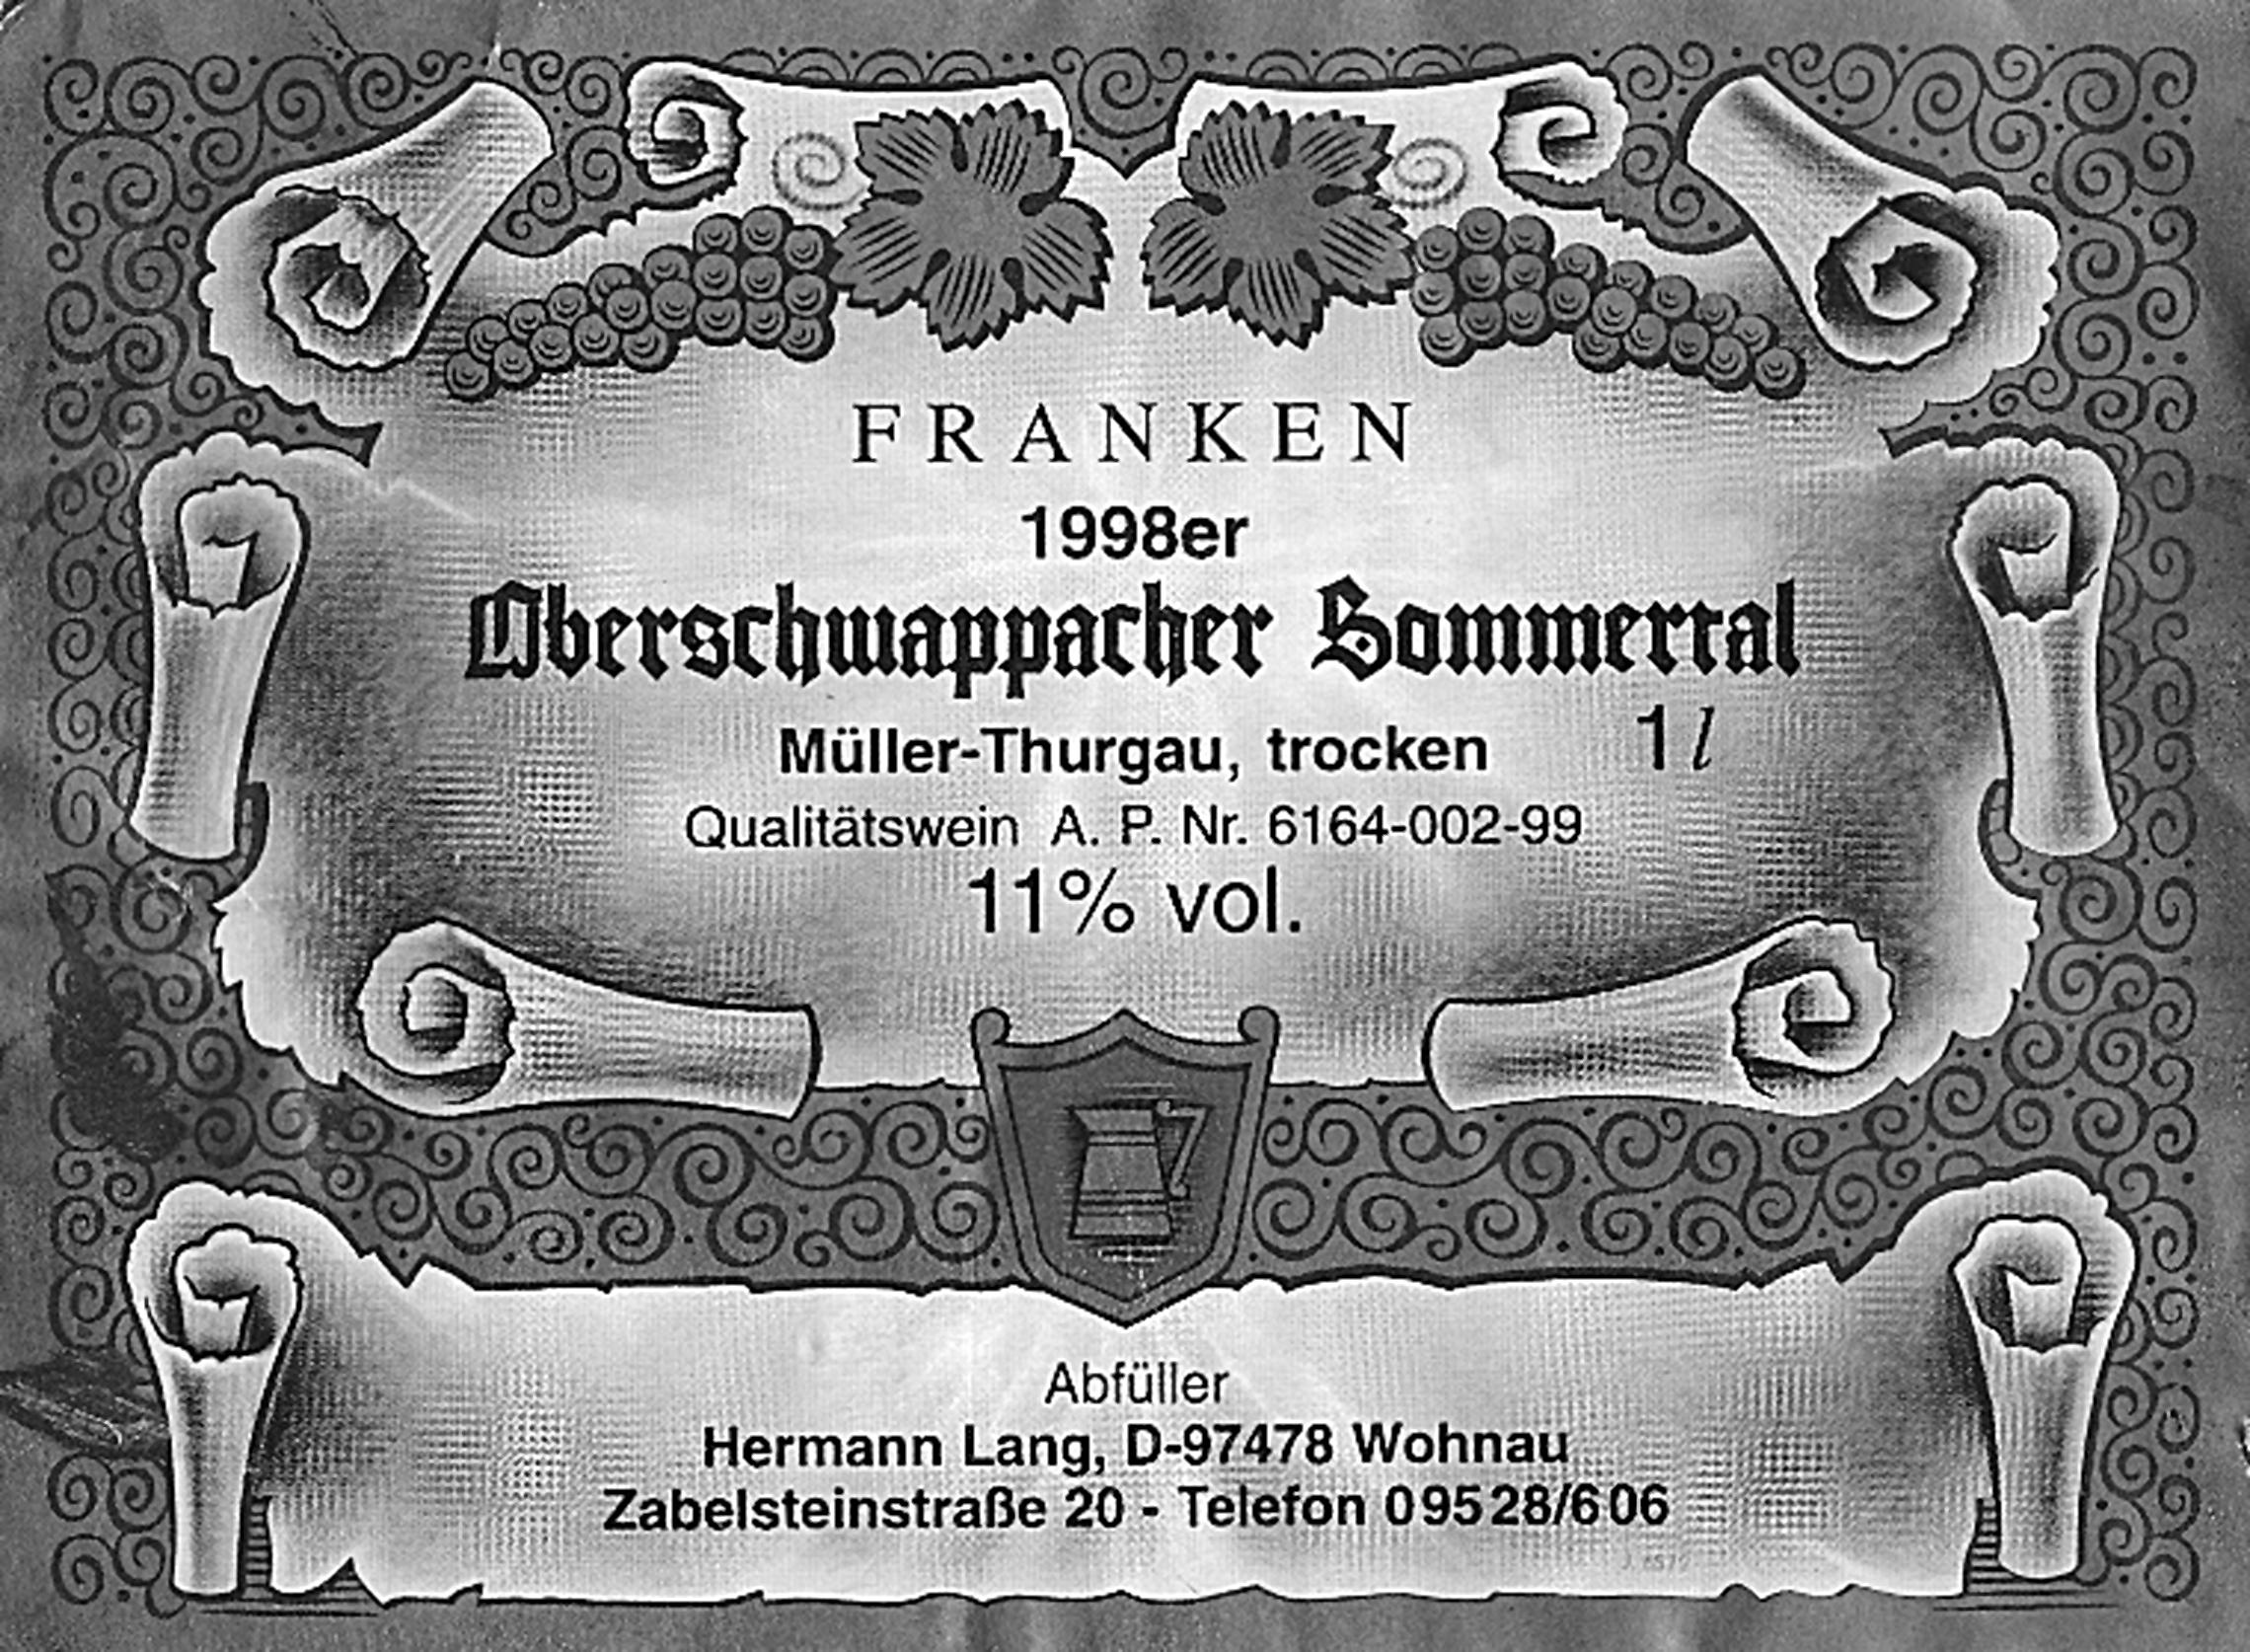 FRANKEN
1998er
Oberschwappacher Sommertal
Müller-Thurgau, trocken 1 l
Qualitätswein A. P. Nr. 6164-002-99
11% vol.
Abfüller
Hermann Lang, D-97478 Wohnau
Zabelsteinstraße 20 - Telefon 09528/606